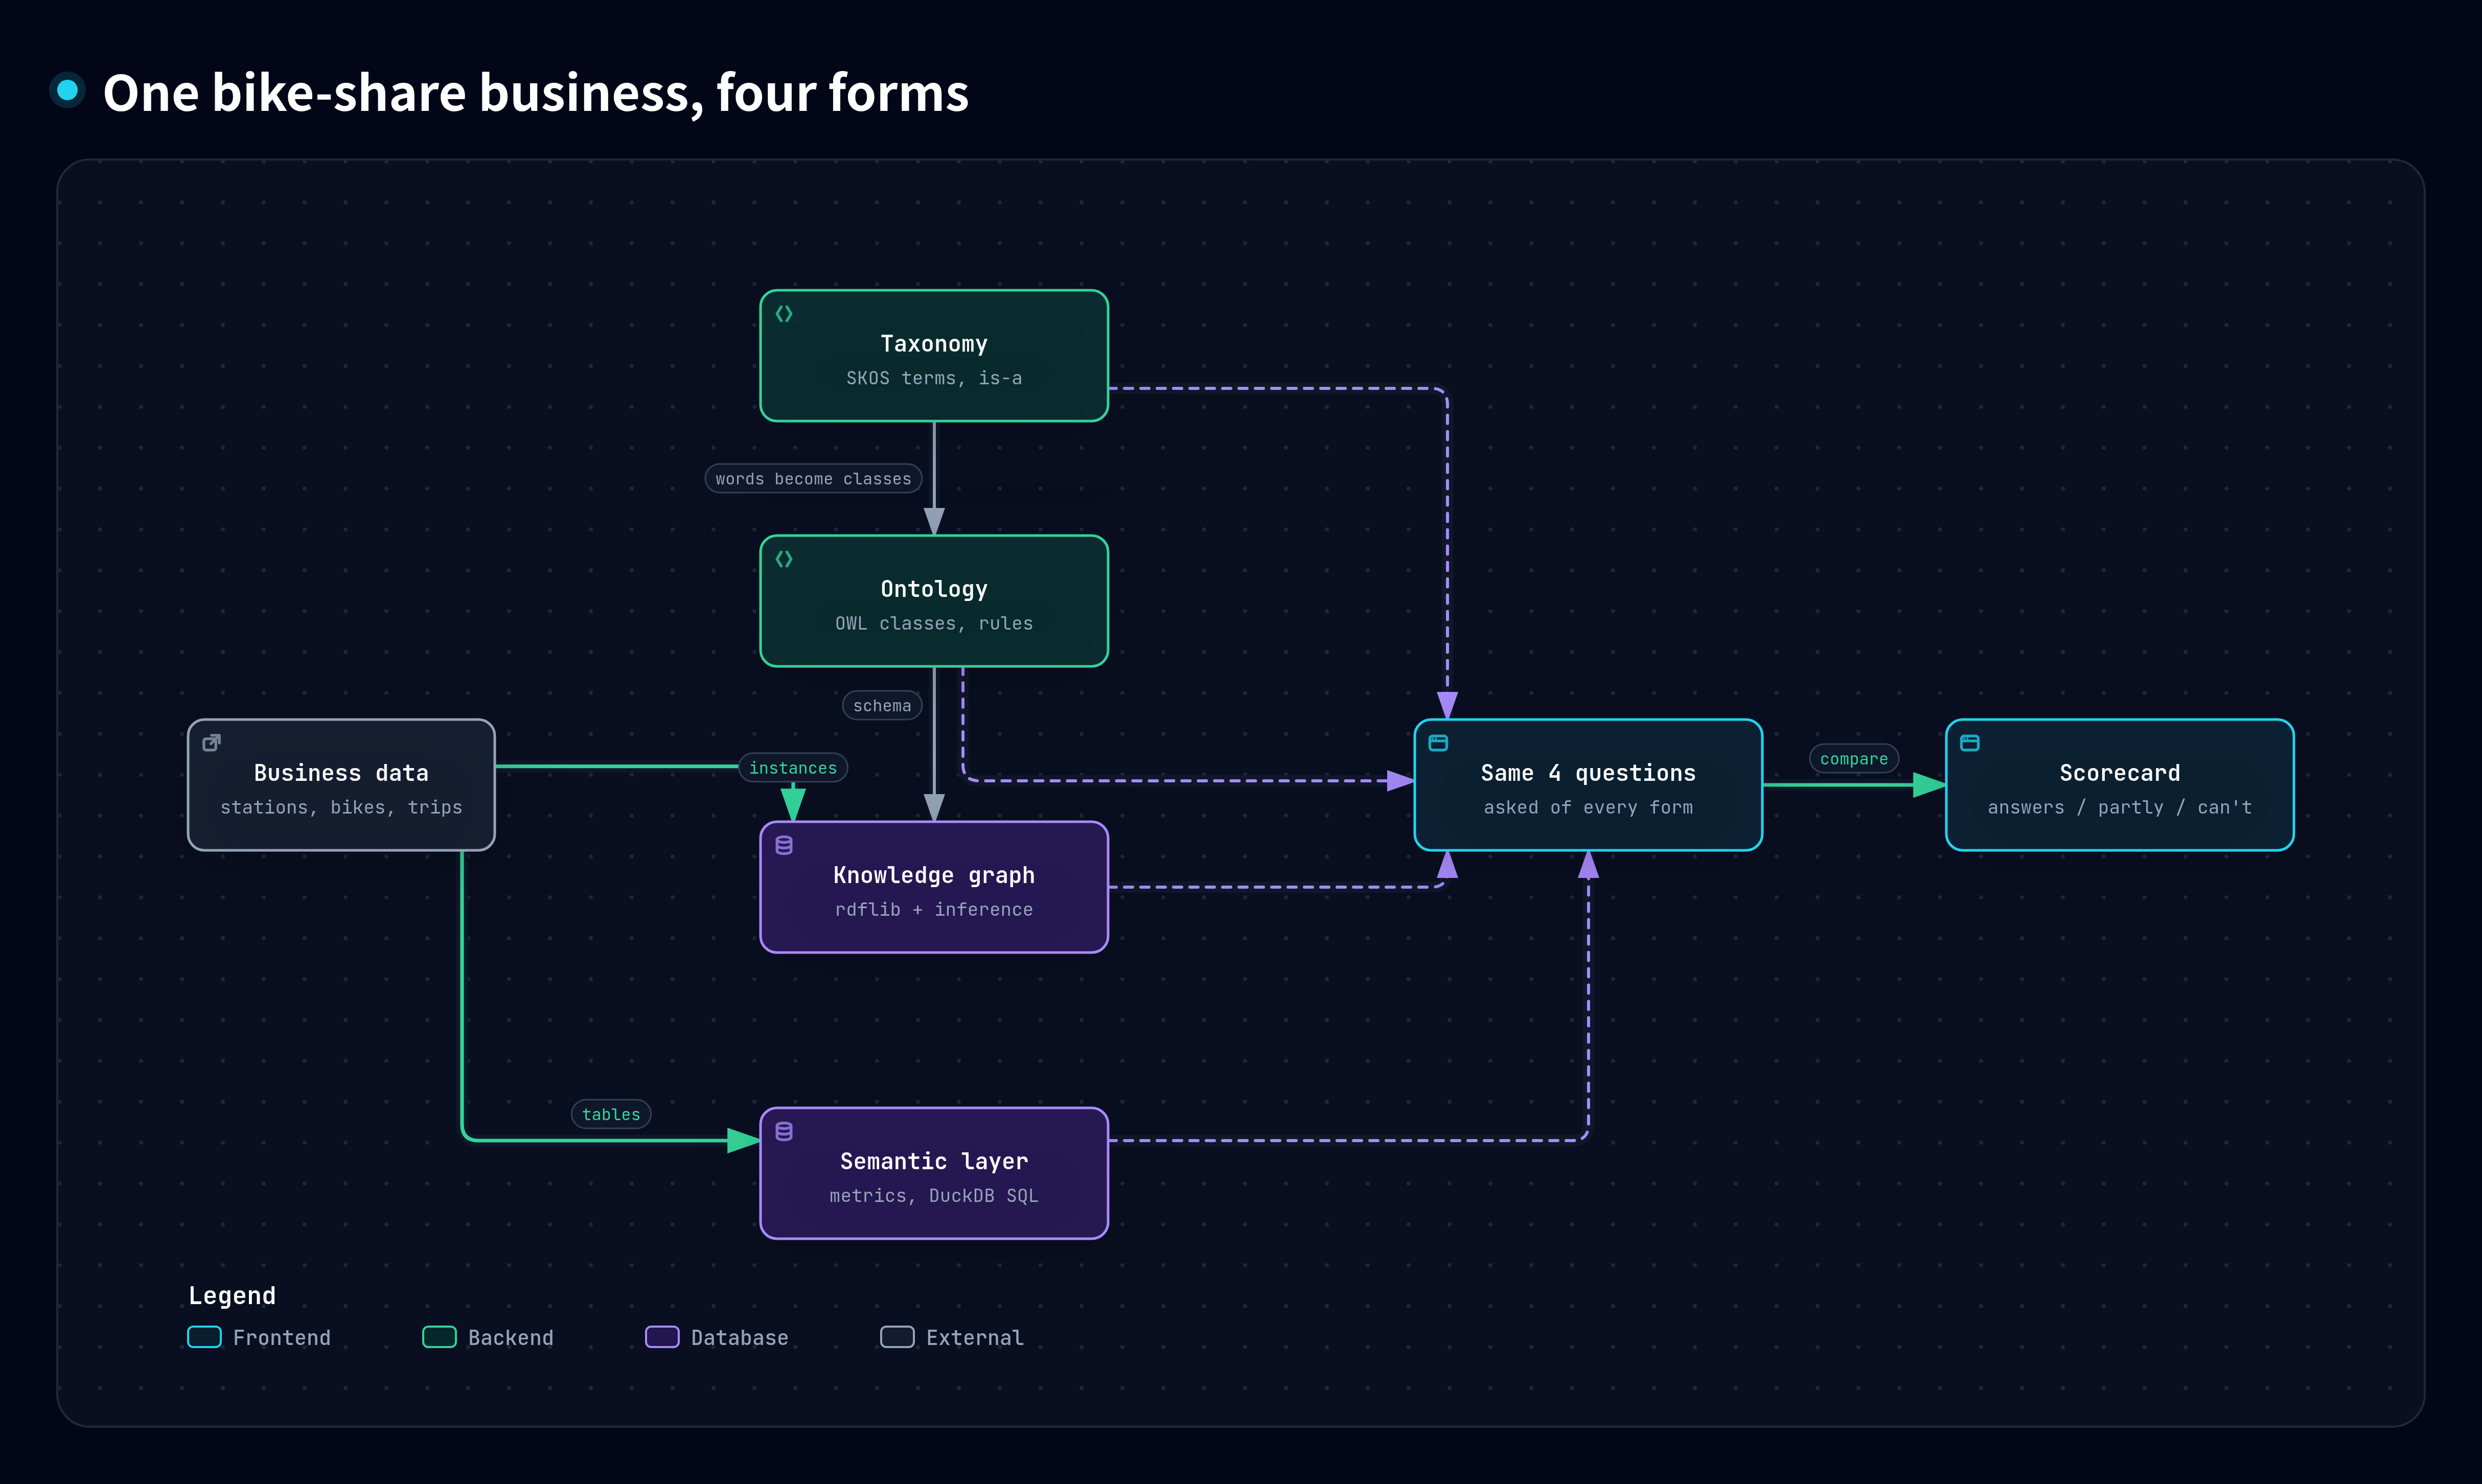 One bike-share business, four forms
Taxonomy
SKOS terms, is-a
words become classes
Ontology
OWL classes, rules
schema
Business data
stations, bikes, trips
instances
Knowledge graph
rdflib + inference
Same 4 questions
asked of every form
compare
Scorecard
answers / partly / can't
tables
Semantic layer
metrics, DuckDB SQL
Legend
Frontend
Backend
Database
External